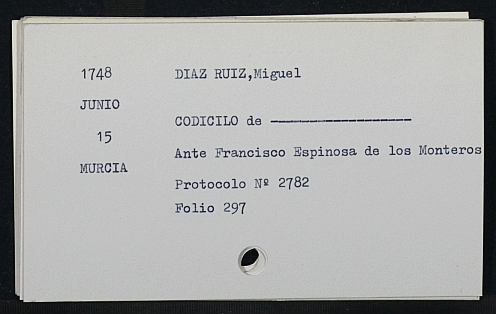 1748 DIAZ RUIZ,Miguel
JUNIO
CODICILO de -------------------
15
Ante Francisco Espinosa de los Monteros
MURCIA
Protocolo Nº 2782
Folio 297